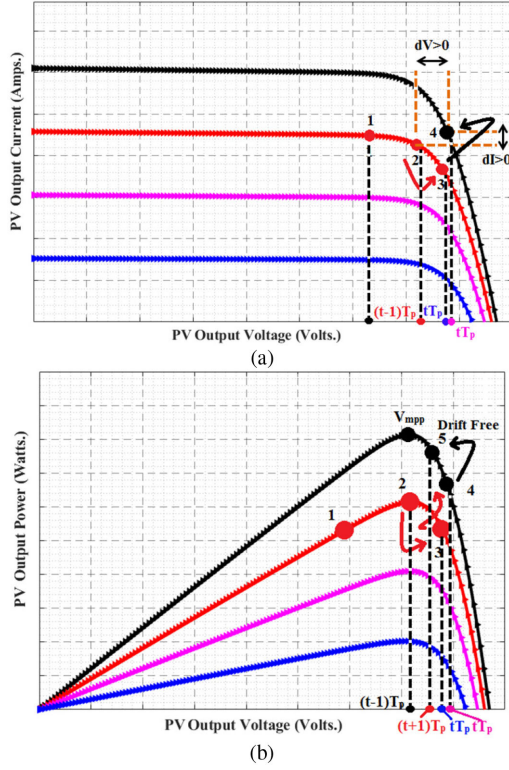 dV>0
PV Output Current (Amps.)
1
4
2
3
dI>0
(t-1)Tp tTp
tTp
PV Output Voltage (Volts.)
(a)
Vmpp
Drift Free
5
4
2
1
3
PV Output Power (Watts.)
PV Output Voltage (Volts.)
(t-1)Tp
(t+1)Tp tTp tTp
(b)